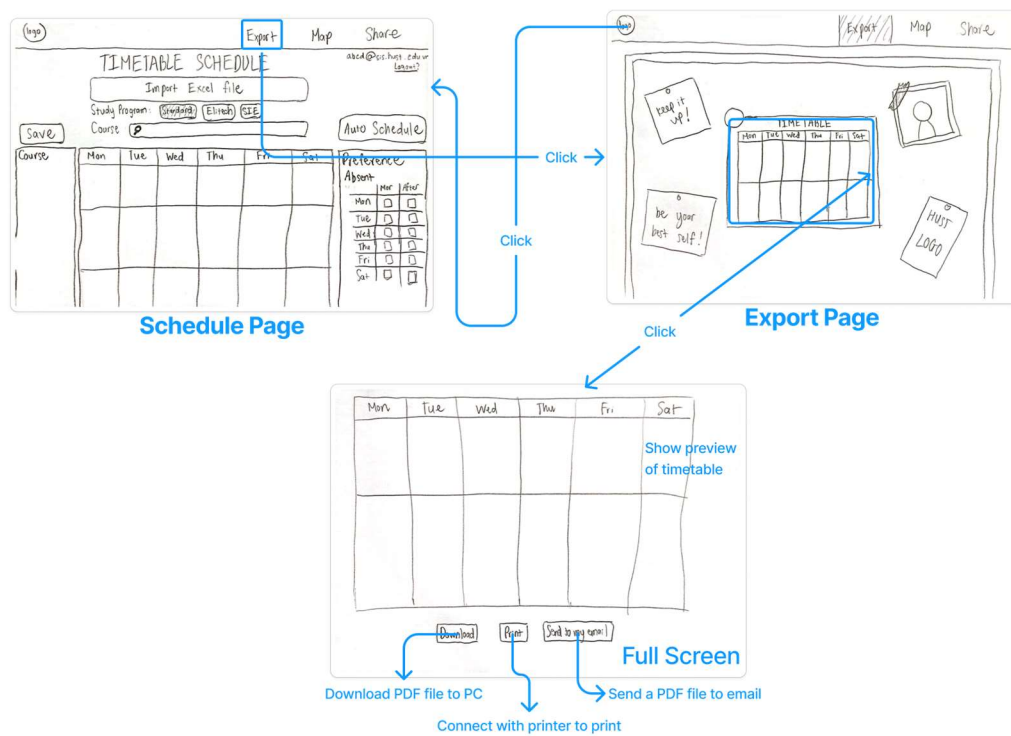 logo
Export Map Share
TIMETABLE SCHEDULE
abcd@cis.hust.edu.vn
Logout?
Import Excel file
Study Program: Standard Elitech SIE
Course
Save
Auto Schedule
Course
Mon Tue Wed Thu Fri Sat
Preference
Absent
Mor After
Mon
Tue
Wed
Thu
Fri
Sat
Schedule Page
Click
Click
logo
Export Map Share
keep it
up!
TIMETABLE
Mon Tue Wed Thu Fri Sat
be your
best self!
HUST
LOGO
Export Page
Click
Mon Tue Wed Thu Fri Sat
Show preview
of timetable
Download Print Send to my email
Full Screen
Download PDF file to PC
Send a PDF file to email
Connect with printer to print